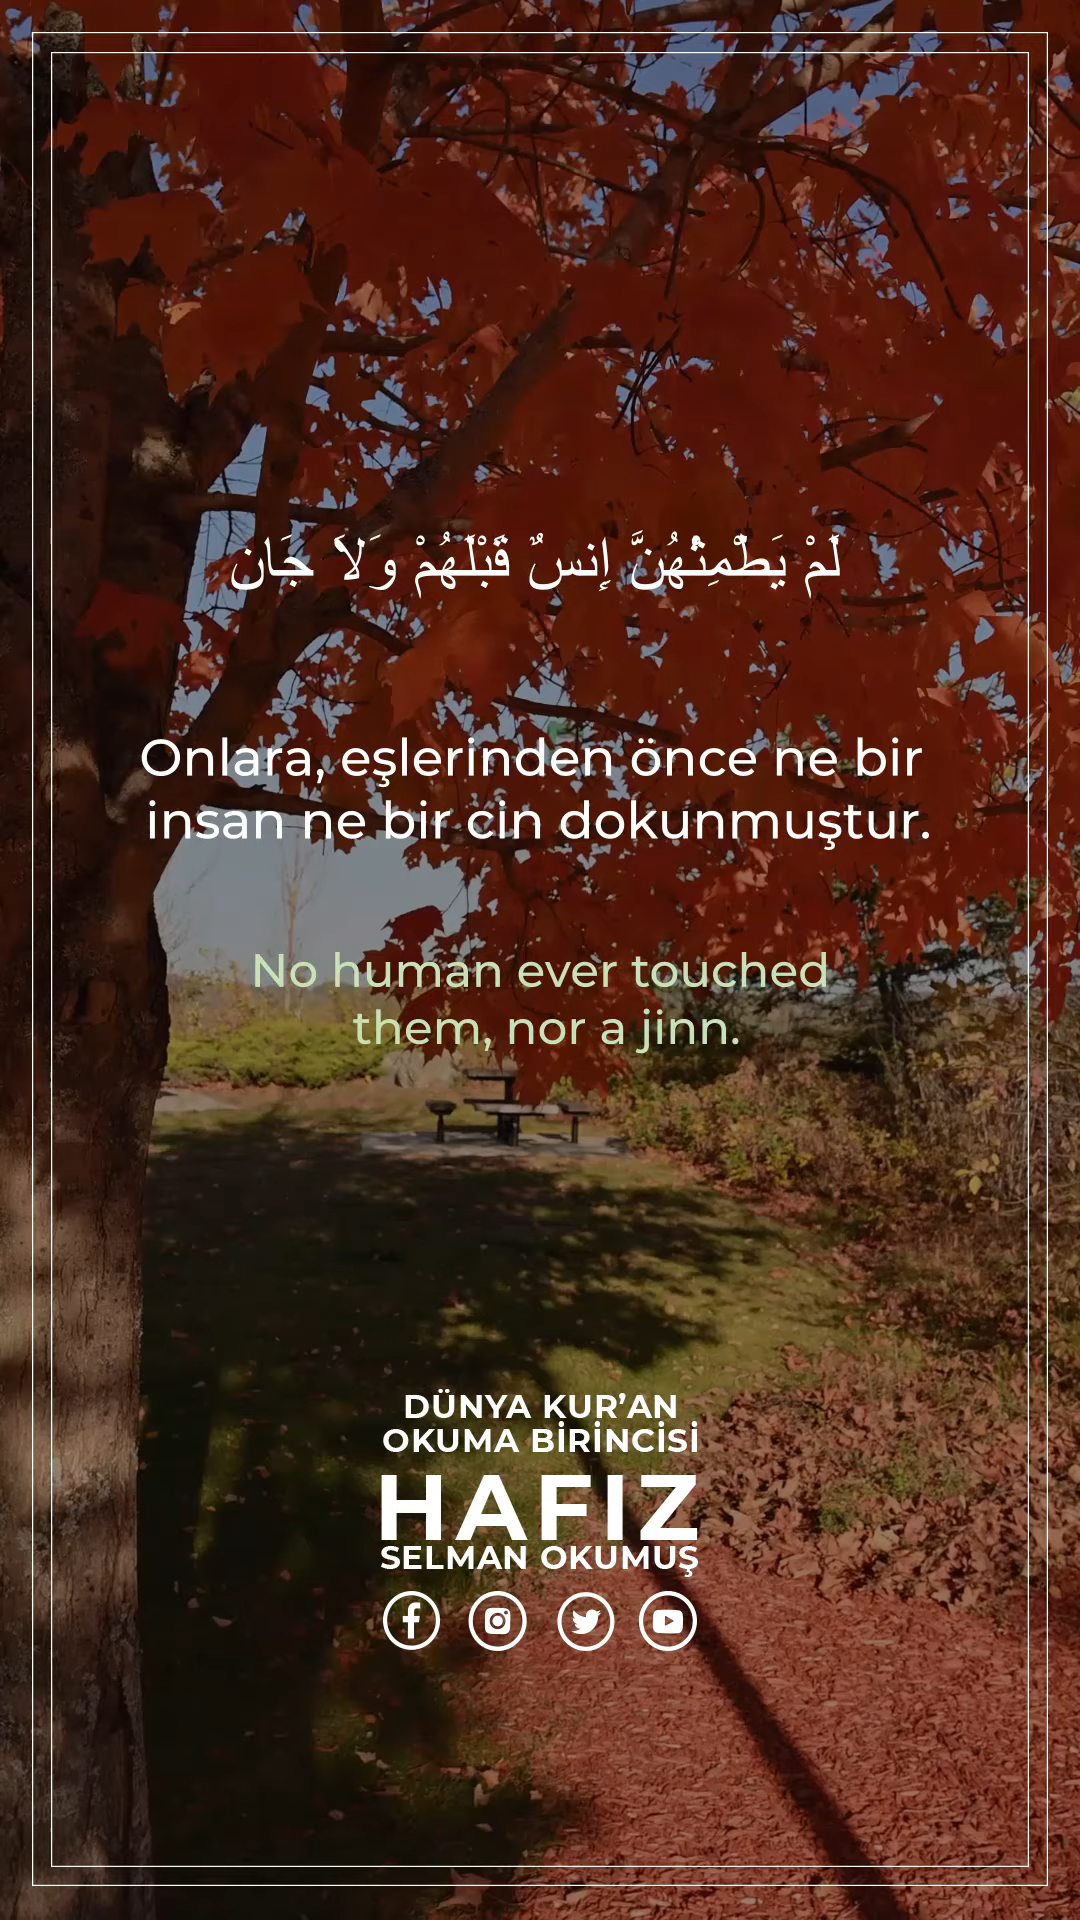 لَمْ يَطْمِثْهُنَّ إِنسٌ قَبْلَهُمْ وَلاَ جَان
Onlara, eşlerinden önce ne bir
insan ne bir cin dokunmuştur.
No human ever touched
them, nor a jinn.
DÜNYA KUR’AN
OKUMA BİRİNCİSİ
HAFIZ
SELMAN OKUMUŞ